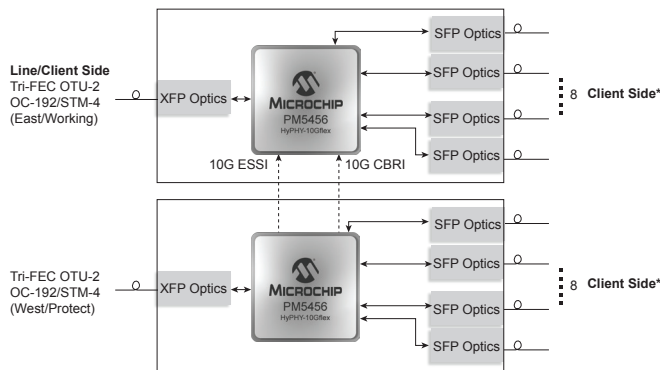 SFP Optics
Line/Client Side
Tri-FEC OTU-2
OC-192/STM-4
(East/Working)
XFP Optics
MICROCHIP
PM5456
HyPHY-10Gflex
SFP Optics
SFP Optics
SFP Optics
8 Client Side*
10G ESSI
10G CBRI
SFP Optics
Tri-FEC OTU-2
OC-192/STM-4
(West/Protect)
XFP Optics
MICROCHIP
PM5456
HyPHY-10Gflex
SFP Optics
SFP Optics
SFP Optics
8 Client Side*